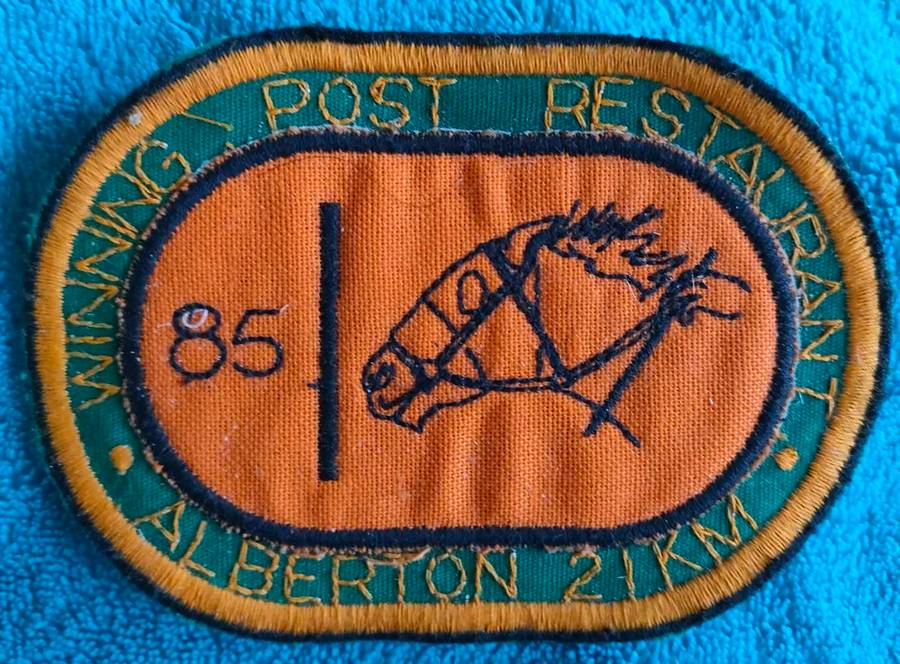 WINNING POST RESTAURANT
85
ALBERTON 21KM